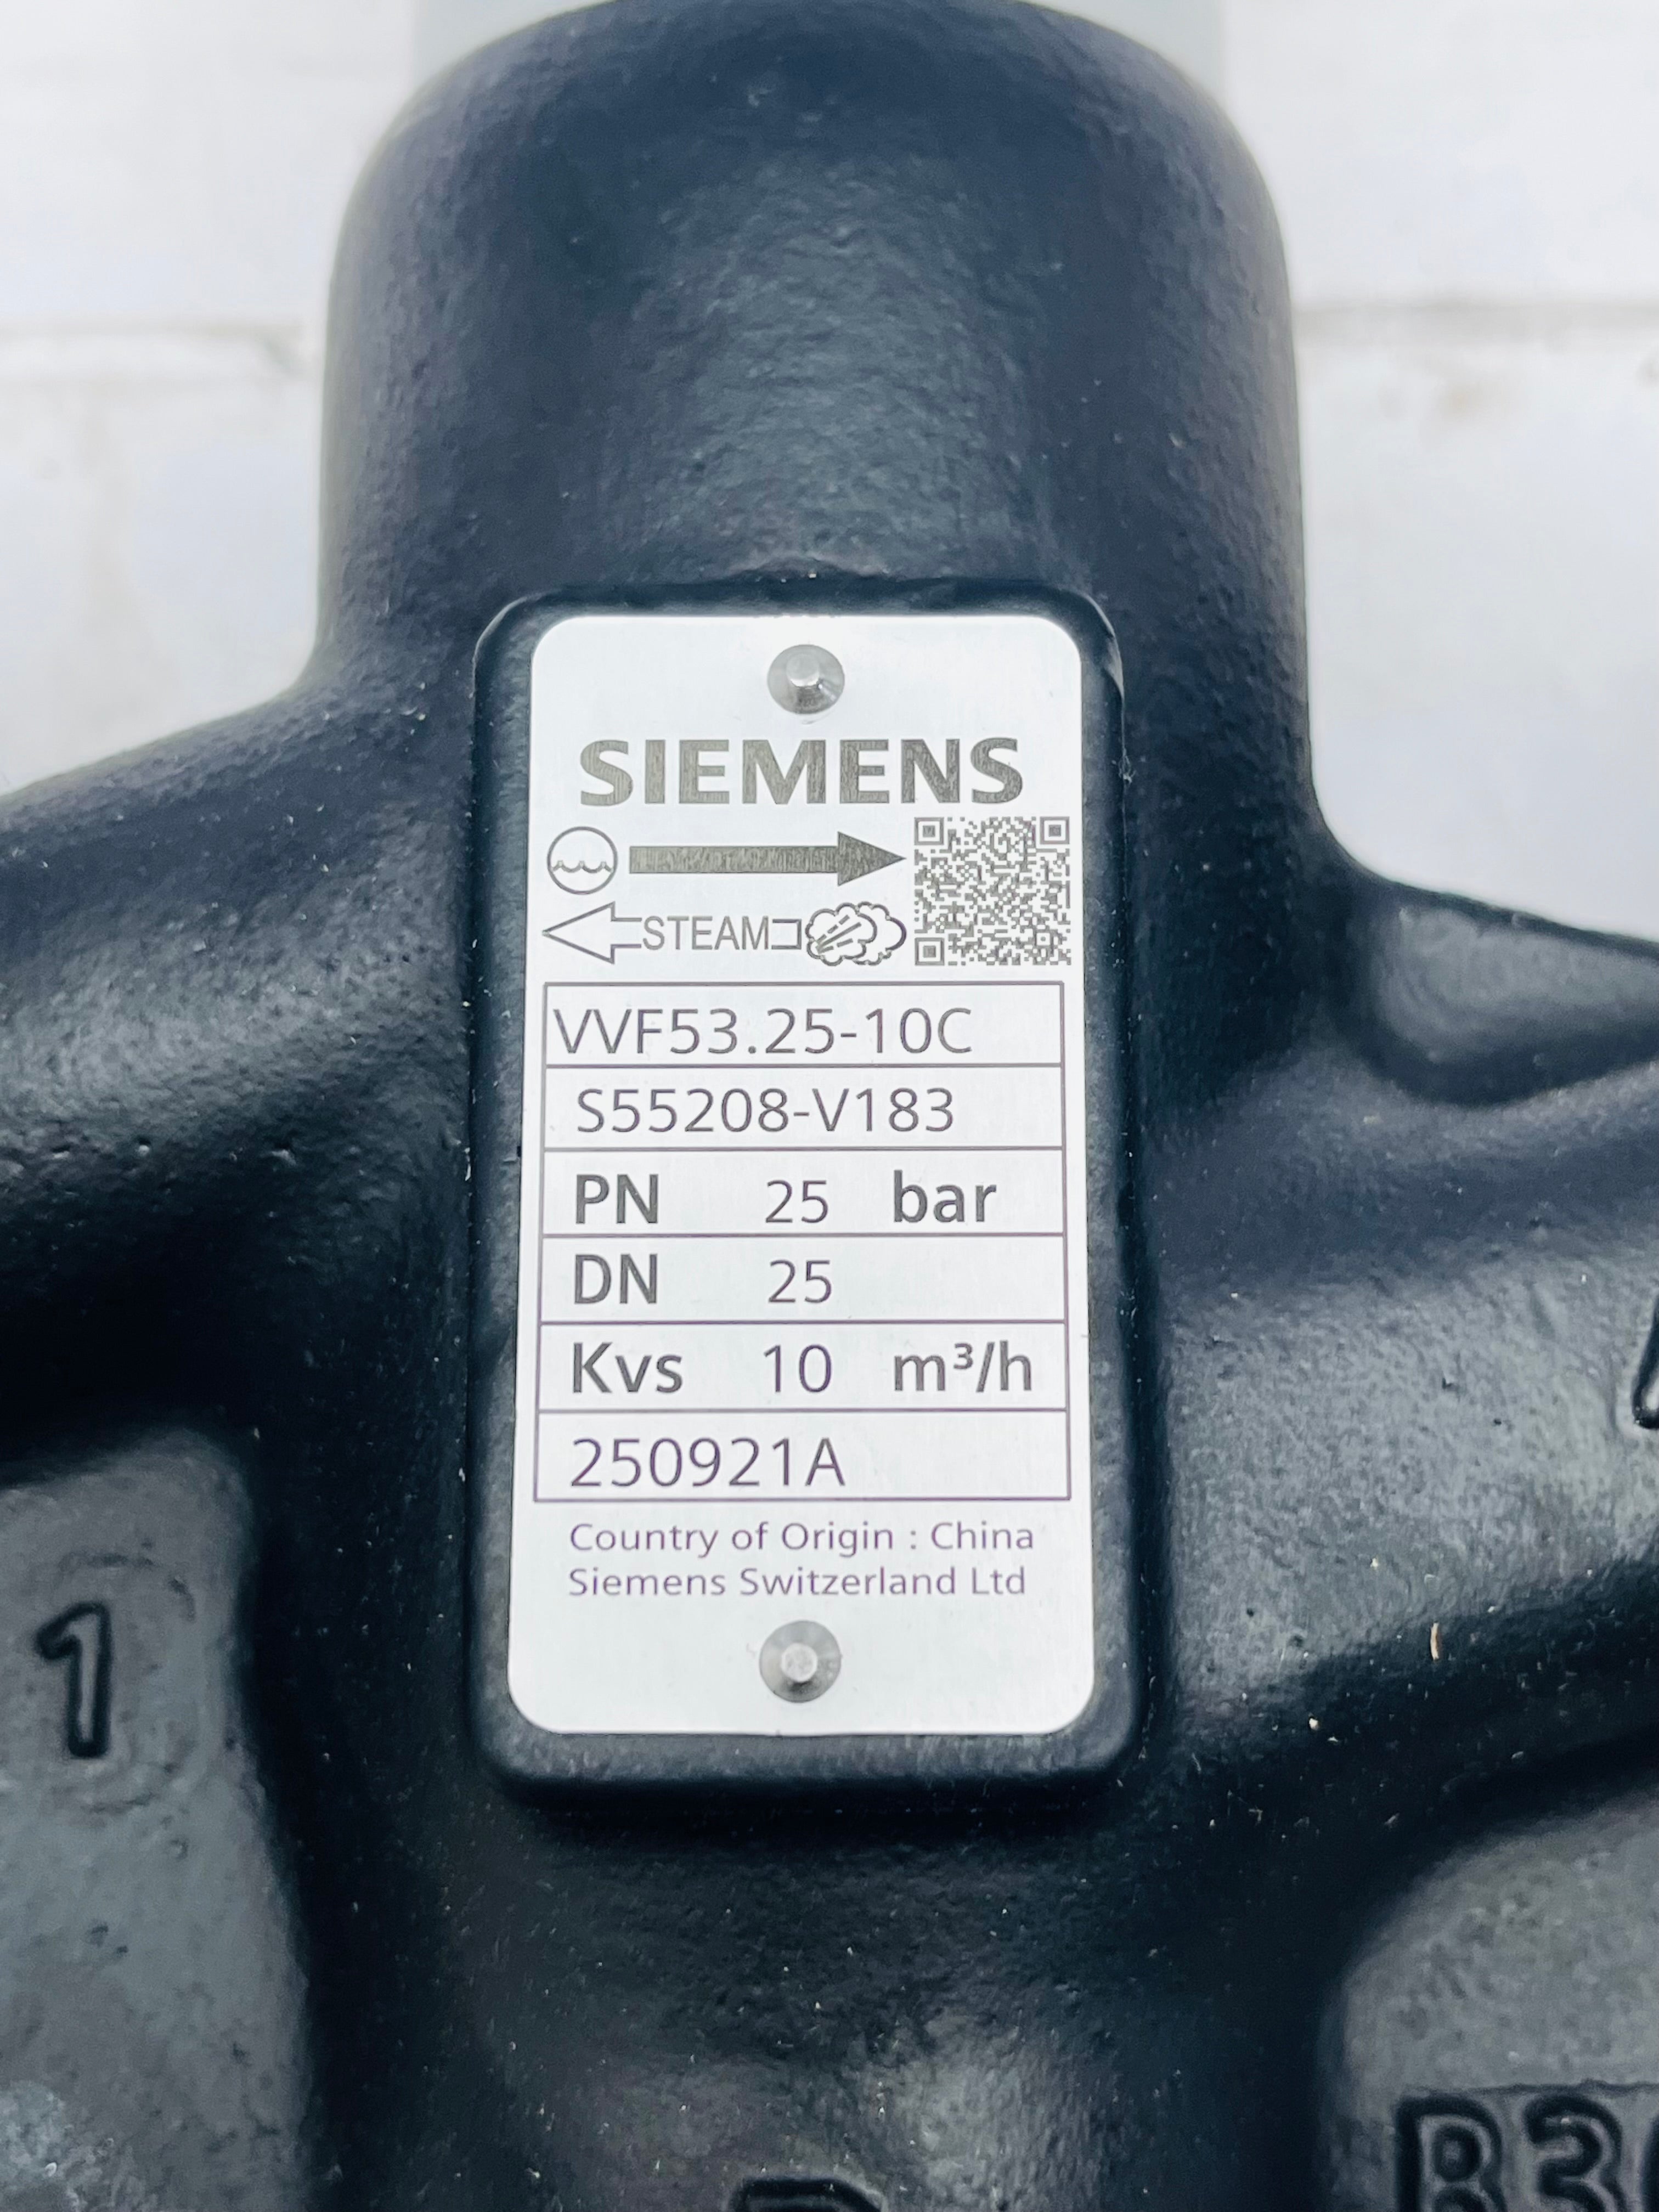 SIEMENS
STEAM
VVF53.25-10C
S55208-V183
PN 25 bar
DN 25
Kvs 10 m³/h
250921A
Country of Origin : China
Siemens Switzerland Ltd
1